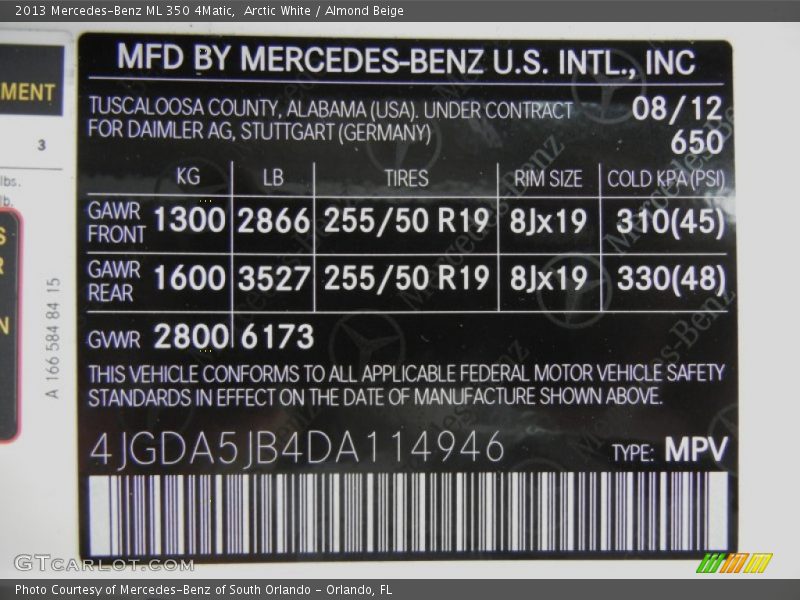 2013 Mercedes-Benz ML 350 4Matic, Arctic White / Almond Beige
MENT
3
lbs.
lb.
S
R
N
A 166 584 84 15
MFD BY MERCEDES-BENZ U.S. INTL., INC
TUSCALOOSA COUNTY, ALABAMA (USA). UNDER CONTRACT 08/12
FOR DAIMLER AG, STUTTGART (GERMANY) 650
KG LB TIRES RIM SIZE COLD KPA (PSI)
GAWR FRONT 1300 2866 255/50 R19 8Jx19 310(45)
GAWR REAR 1600 3527 255/50 R19 8Jx19 330(48)
GVWR 2800 6173
THIS VEHICLE CONFORMS TO ALL APPLICABLE FEDERAL MOTOR VEHICLE SAFETY
STANDARDS IN EFFECT ON THE DATE OF MANUFACTURE SHOWN ABOVE.
4JGDA5JB4DA114946 TYPE: MPV
GTCARLOT.COM
Photo Courtesy of Mercedes-Benz of South Orlando - Orlando, FL